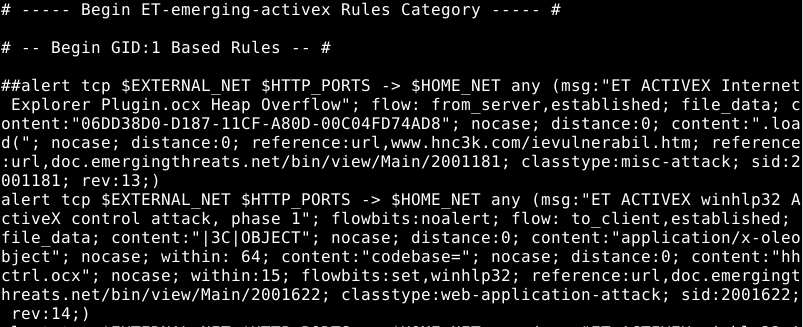 # ----- Begin ET-emerging-activex Rules Category ----- #
# -- Begin GID:1 Based Rules -- #
##alert tcp $EXTERNAL_NET $HTTP_PORTS -> $HOME_NET any (msg:"ET ACTIVEX Internet
 Explorer Plugin.ocx Heap Overflow"; flow: from_server,established; file_data; c
ontent:"06DD38D0-D187-11CF-A80D-00C04FD74AD8"; nocase; distance:0; content:".loa
d("; nocase; distance:0; reference:url,www.hnc3k.com/ievulnerabil.htm; reference
:url,doc.emergingthreats.net/bin/view/Main/2001181; classtype:misc-attack; sid:2
001181; rev:13;)
alert tcp $EXTERNAL_NET $HTTP_PORTS -> $HOME_NET any (msg:"ET ACTIVEX winhlp32 A
ctiveX control attack, phase 1"; flowbits:noalert; flow: to_client,established;
file_data; content:"|3C|OBJECT"; nocase; distance:0; content:"application/x-oleo
bject"; nocase; within: 64; content:"codebase="; nocase; distance:0; content:"hh
ctrl.ocx"; nocase; within:15; flowbits:set,winhlp32; reference:url,doc.emergingt
hreats.net/bin/view/Main/2001622; classtype:web-application-attack; sid:2001622;
 rev:14;)